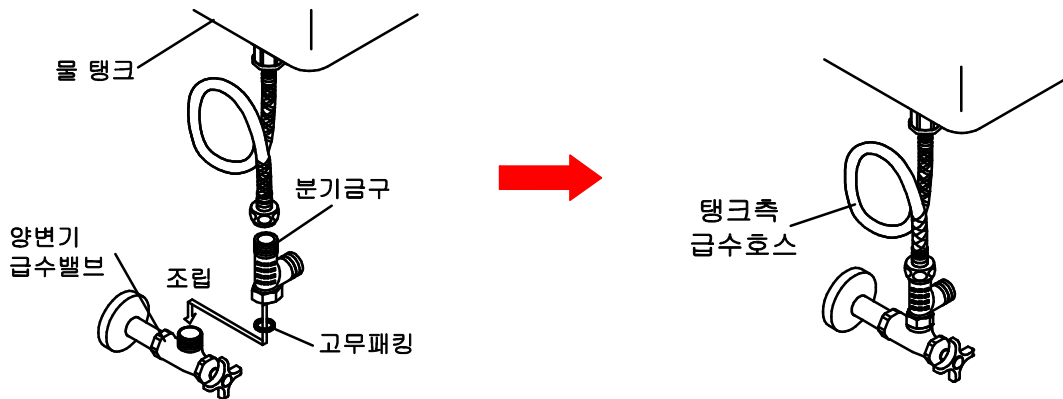 물 탱크
분기금구
양변기
급수밸브
조립
고무패킹
탱크측
급수호스